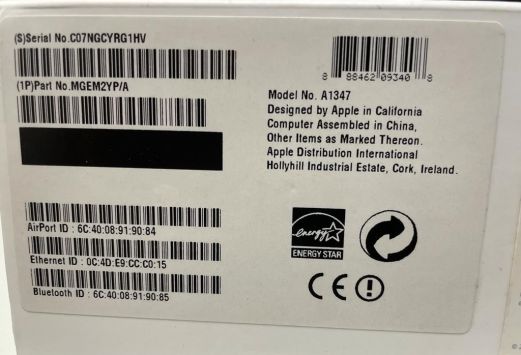 (S)Serial No.C07NGCYRG1HV
8 88462 09340 8
(1P)Part No.MGEM2YP/A
Model No. A1347
Designed by Apple in California
Computer Assembled in China,
Other Items as Marked Thereon.
Apple Distribution International
Hollyhill Industrial Estate, Cork, Ireland.
AirPort ID : 6C:40:08:91:90:84
Ethernet ID : 0C:4D:E9:CC:C0:15
Bluetooth ID : 6C:40:08:91:90:85
energy
ENERGY STAR
CE